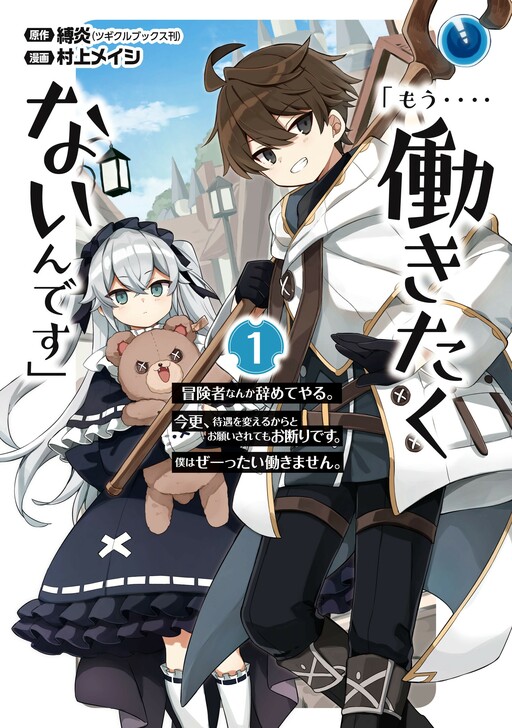 原作 縛炎(ツギクルブックス刊)
漫画 村上メイシ
「もう‥‥
働きたく
ないんです」
1
冒険者なんか辞めてやる。
今更、待遇を変えるからと
お願いされてもお断りです。
僕はぜーったい働きません。